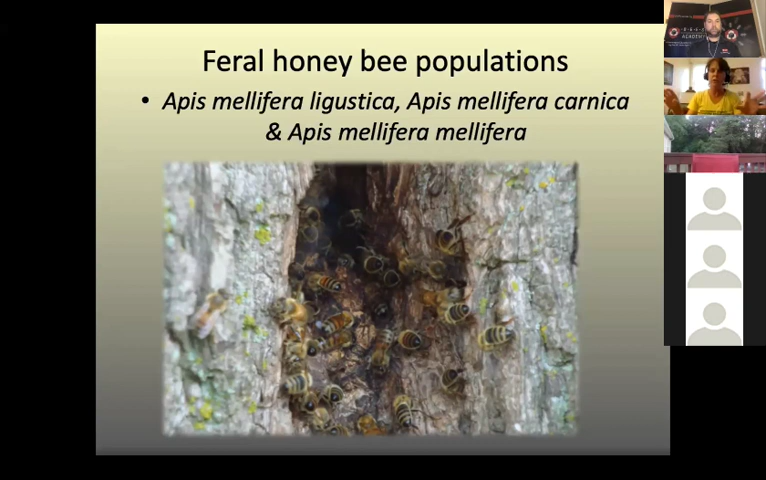 Feral honey bee populations
• Apis mellifera ligustica, Apis mellifera carnica
& Apis mellifera mellifera